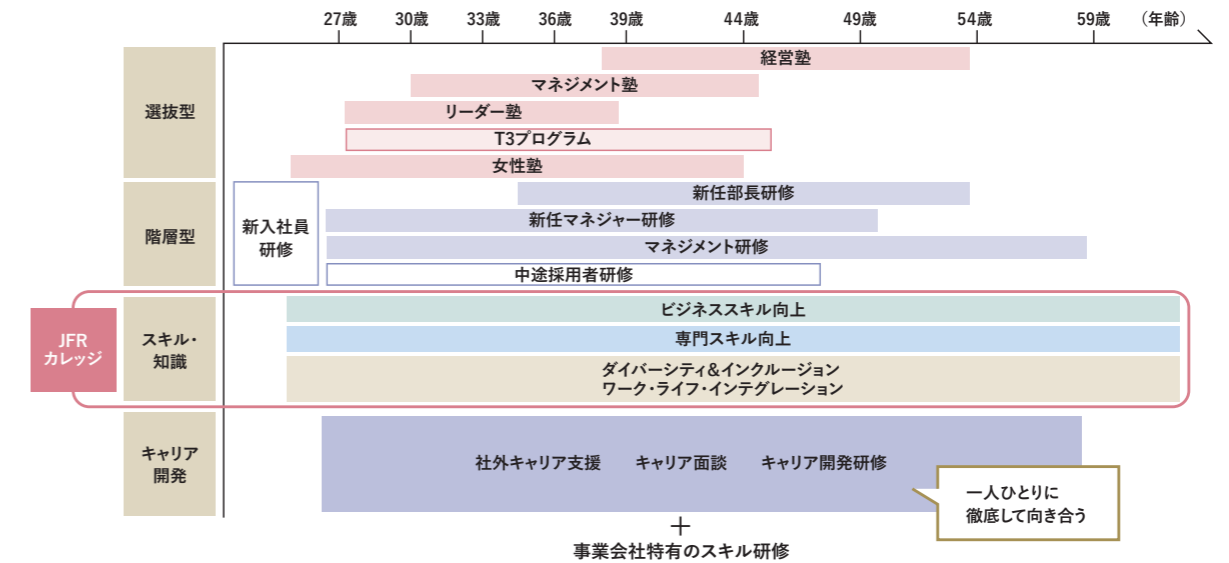 27歳 30歳 33歳 36歳 39歳 44歳 49歳 54歳 59歳 （年齢）
選抜型
経営塾
マネジメント塾
リーダー塾
T3プログラム
女性塾
階層型
新入社員
研修
新任部長研修
新任マネジャー研修
マネジメント研修
中途採用者研修
JFR
カレッジ
スキル・
知識
ビジネススキル向上
専門スキル向上
ダイバーシティ&インクルージョン
ワーク・ライフ・インテグレーション
キャリア
開発
社外キャリア支援 キャリア面談 キャリア開発研修
一人ひとりに
徹底して向き合う
＋
事業会社特有のスキル研修